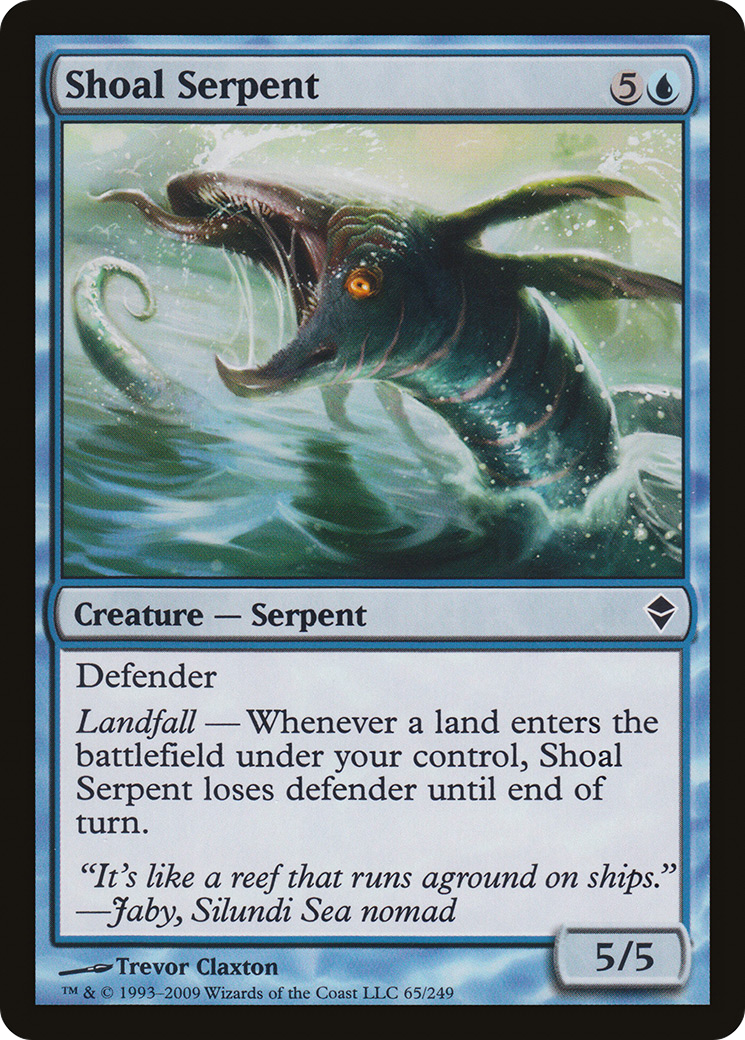 Shoal Serpent 5
Creature — Serpent
Defender
Landfall — Whenever a land enters the
battlefield under your control, Shoal
Serpent loses defender until end of
turn.
“It's like a reef that runs aground on ships.”
—Jaby, Silundi Sea nomad
5/5
Trevor Claxton
™ & © 1993–2009 Wizards of the Coast LLC 65/249